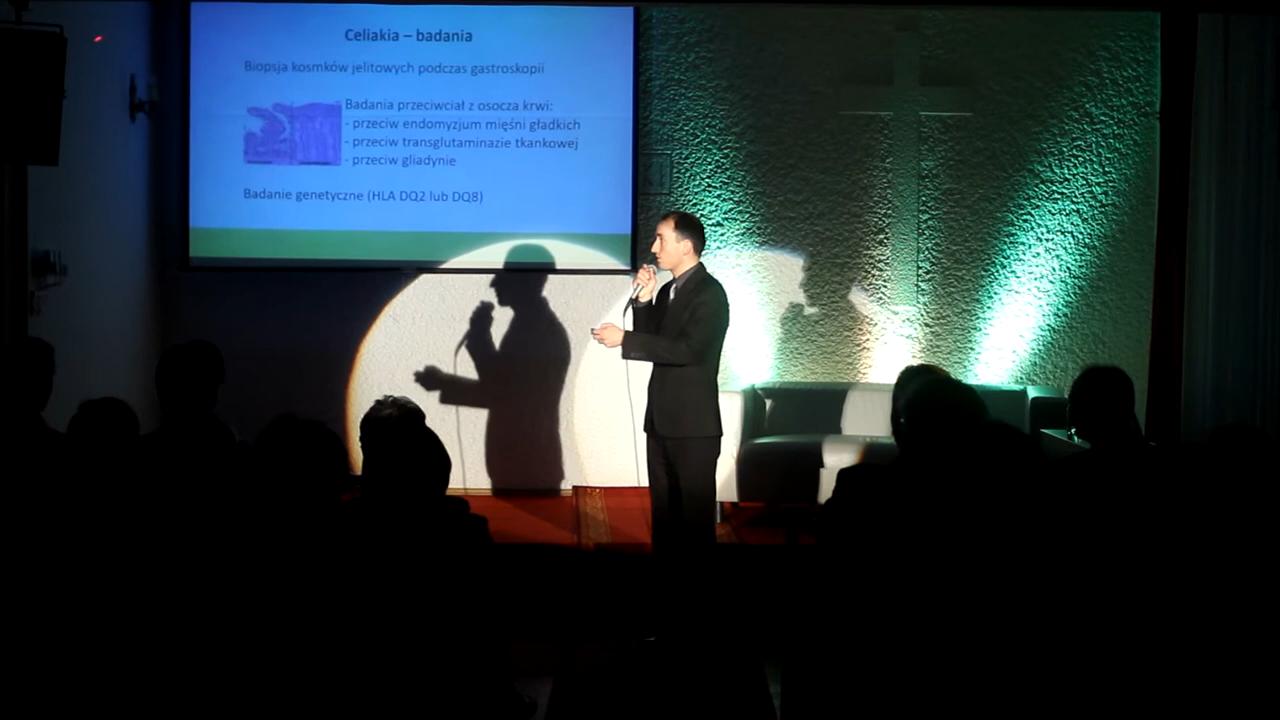 Celiakia – badania
Biopsja kosmków jelitowych podczas gastroskopii
Badania przeciwciał z osocza krwi:
- przeciw endomyzjum mięśni gładkich
- przeciw transglutaminazie tkankowej
- przeciw gliadynie
Badanie genetyczne (HLA DQ2 lub DQ8)